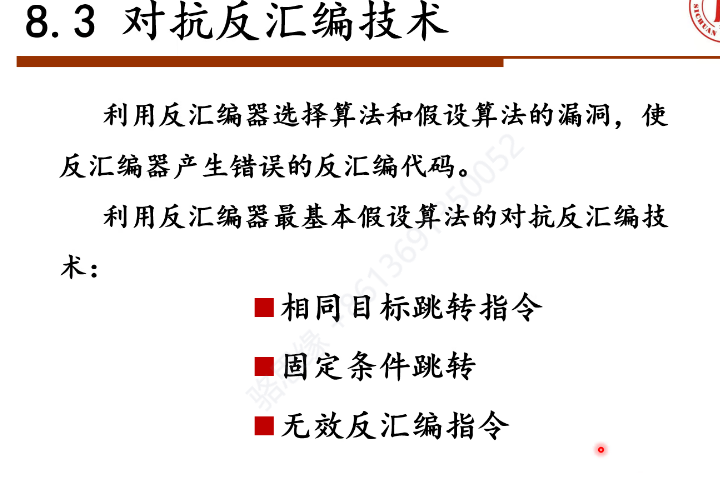 8.3 对抗反汇编技术
利用反汇编器选择算法和假设算法的漏洞，使
反汇编器产生错误的反汇编代码。
利用反汇编器最基本假设算法的对抗反汇编技
术：
相同目标跳转指令
固定条件跳转
无效反汇编指令